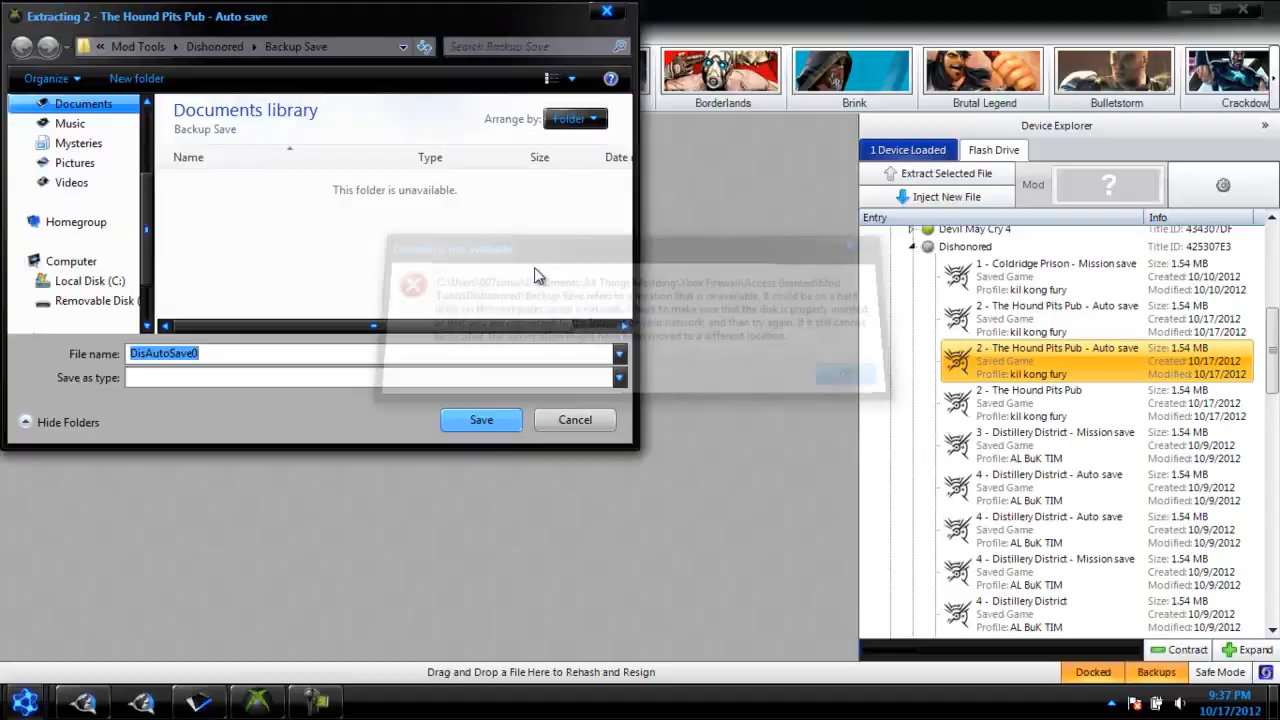 Extracting 2 - The Hound Pits Pub - Auto save
« Mod Tools Dishonored Backup Save
Search Backup Save
Organize New folder
Documents
Music
Mysteries
Pictures
Videos
Homegroup
Computer
Local Disk (C:)
Removable Disk (
Documents library
Backup Save
Arrange by: Folder
Name Type Size Date
This folder is unavailable.
File name: DisAutoSave0
Save as type:
Hide Folders
Save Cancel
Borderlands Brink Brutal Legend Bulletstorm Crackdow
Device Explorer »
1 Device Loaded Flash Drive
Extract Selected File
Inject New File
Mod ?
Entry Info
Devil May Cry 4 Title ID: 434307DF
Dishonored Title ID: 425307E3
1 - Coldridge Prison - Mission save Size: 1.54 MB
Saved Game Created: 10/10/2012
Profile: kil kong fury Modified: 10/10/2012
2 - The Hound Pits Pub - Auto save Size: 1.54 MB
Saved Game Created: 10/17/2012
Profile: kil kong fury Modified: 10/17/2012
2 - The Hound Pits Pub - Auto save Size: 1.54 MB
Saved Game Created: 10/17/2012
Profile: kil kong fury Modified: 10/17/2012
2 - The Hound Pits Pub Size: 1.54 MB
Saved Game Created: 10/17/2012
Profile: kil kong fury Modified: 10/17/2012
3 - Distillery District - Mission save Size: 1.54 MB
Saved Game Created: 10/9/2012
Profile: AL BuK TIM Modified: 10/9/2012
4 - Distillery District - Auto save Size: 1.54 MB
Saved Game Created: 10/9/2012
Profile: AL BuK TIM Modified: 10/9/2012
4 - Distillery District - Auto save Size: 1.54 MB
Saved Game Created: 10/9/2012
Profile: AL BuK TIM Modified: 10/9/2012
4 - Distillery District - Mission save Size: 1.54 MB
Saved Game Created: 10/9/2012
Profile: AL BuK TIM Modified: 10/9/2012
4 - Distillery District Size: 1.54 MB
Saved Game Created: 10/9/2012
Profile: AL BuK TIM Modified: 10/9/2012
Contract Expand
Drag and Drop a File Here to Rehash and Resign
Docked Backups Safe Mode
9:37 PM
10/17/2012